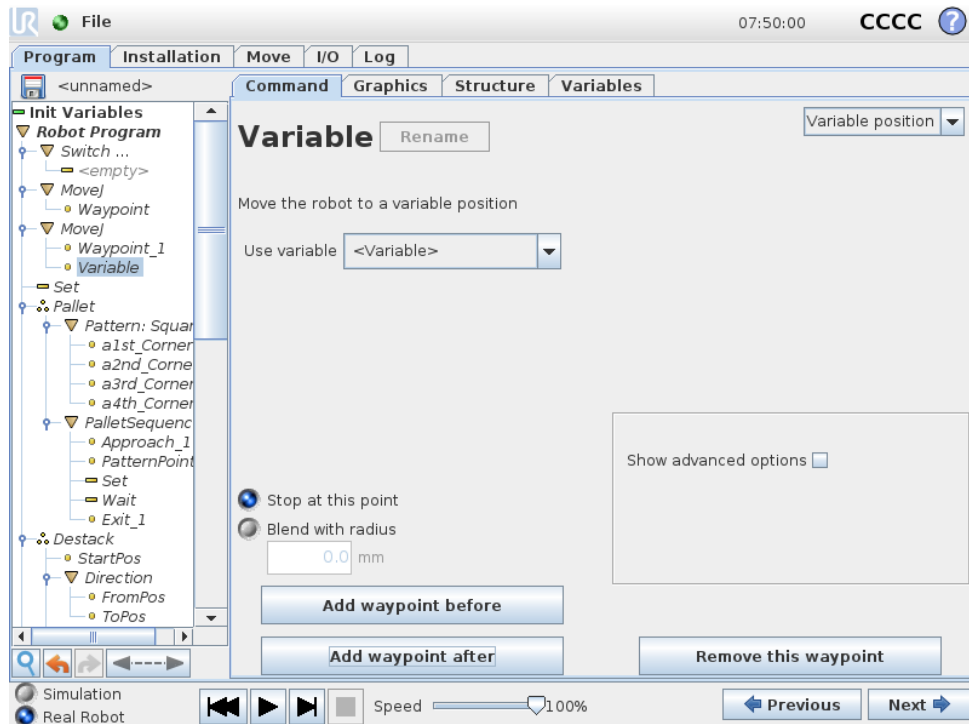 UR File 07:50:00 CCCC ?
Program Installation Move I/O Log
<unnamed>
Command Graphics Structure Variables
Init Variables
Robot Program
Switch ...
<empty>
MoveJ
Waypoint
MoveJ
Waypoint_1
Variable
Set
Pallet
Pattern: Squar
a1st_Corner
a2nd_Corne
a3rd_Corner
a4th_Corner
PalletSequenc
Approach_1
PatternPoint
Set
Wait
Exit_1
Destack
StartPos
Direction
FromPos
ToPos
Variable Rename
Variable position
Move the robot to a variable position
Use variable <Variable>
Show advanced options
Stop at this point
Blend with radius
0.0 mm
Add waypoint before
Add waypoint after Remove this waypoint
Simulation
Real Robot
Speed 100%
Previous Next